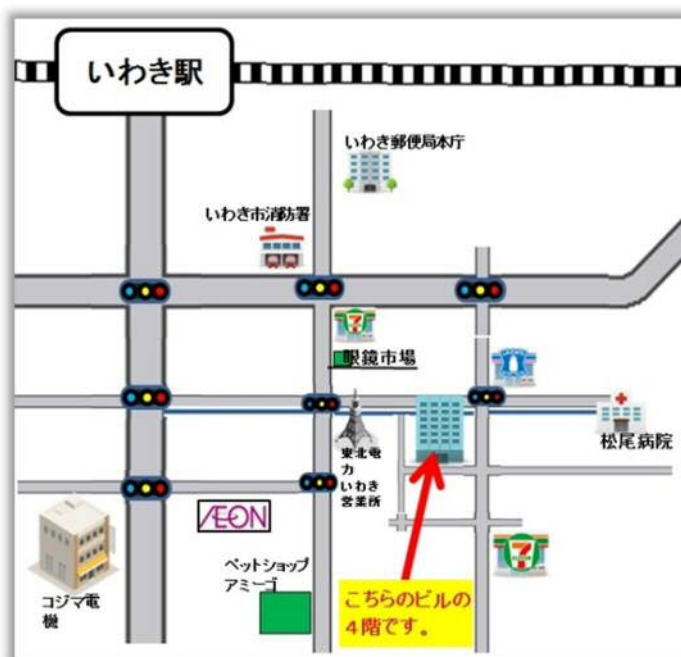 いわき駅
いわき郵便局本庁
いわき市消防署
眼鏡市場
松尾病院
東北電
力
いわき
営業所
ÆON
コジマ電
機
ペットショップ
アミーゴ
こちらのビルの
4階です。